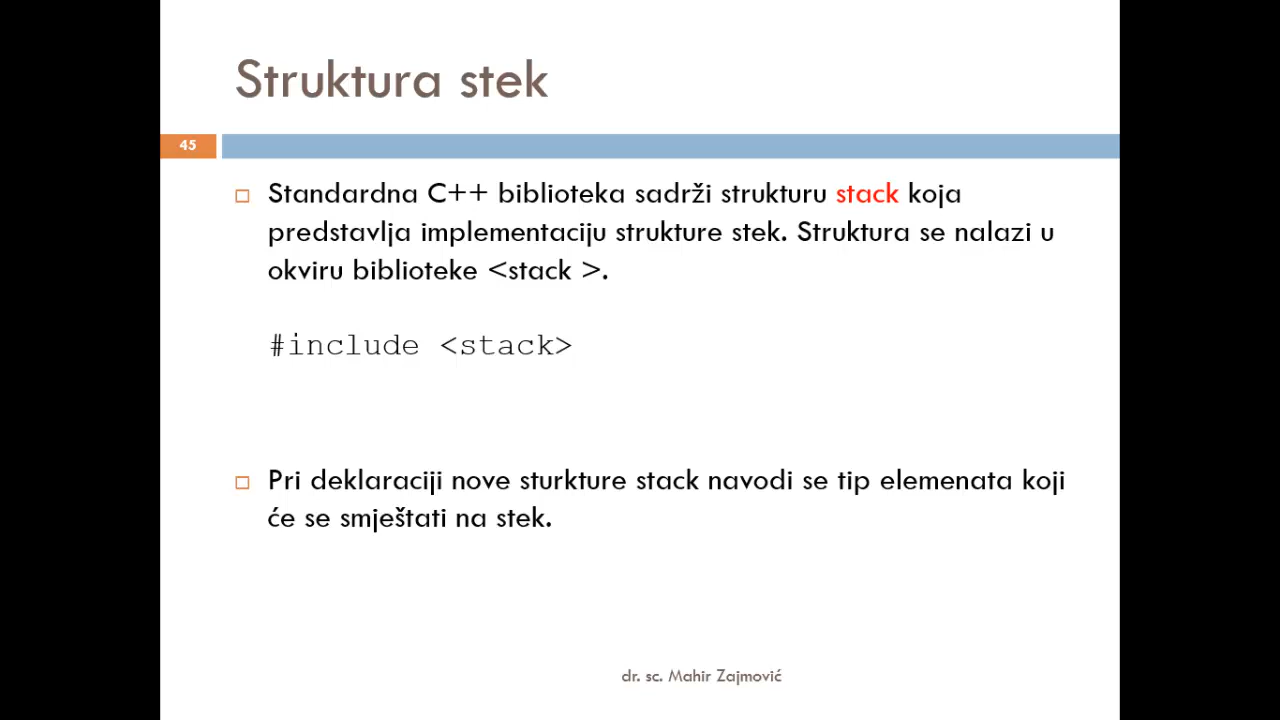 Struktura stek
45
Standardna C++ biblioteka sadrži strukturu stack koja
predstavlja implementaciju strukture stek. Struktura se nalazi u
okviru biblioteke <stack >.
#include <stack>
Pri deklaraciji nove sturkture stack navodi se tip elemenata koji
će se smještati na stek.
dr. sc. Mahir Zajmović